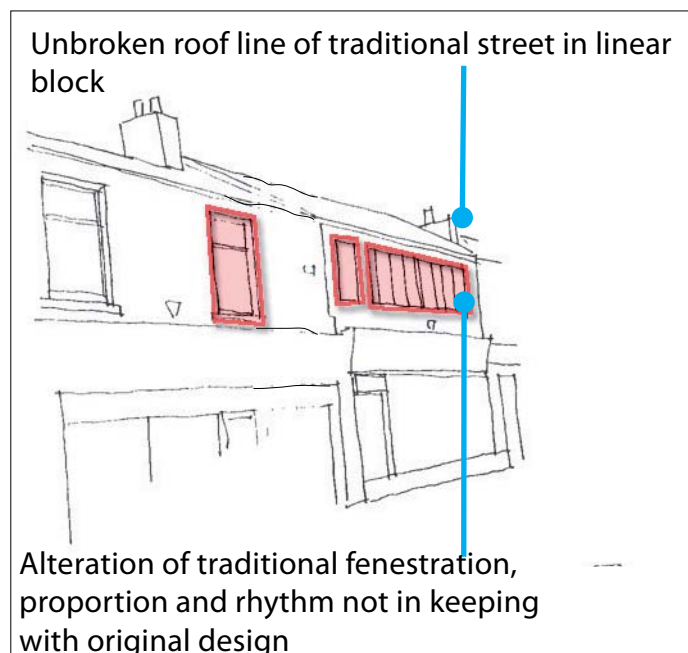 Unbroken roof line of traditional street in linear
block
Alteration of traditional fenestration,
proportion and rhythm not in keeping
with original design